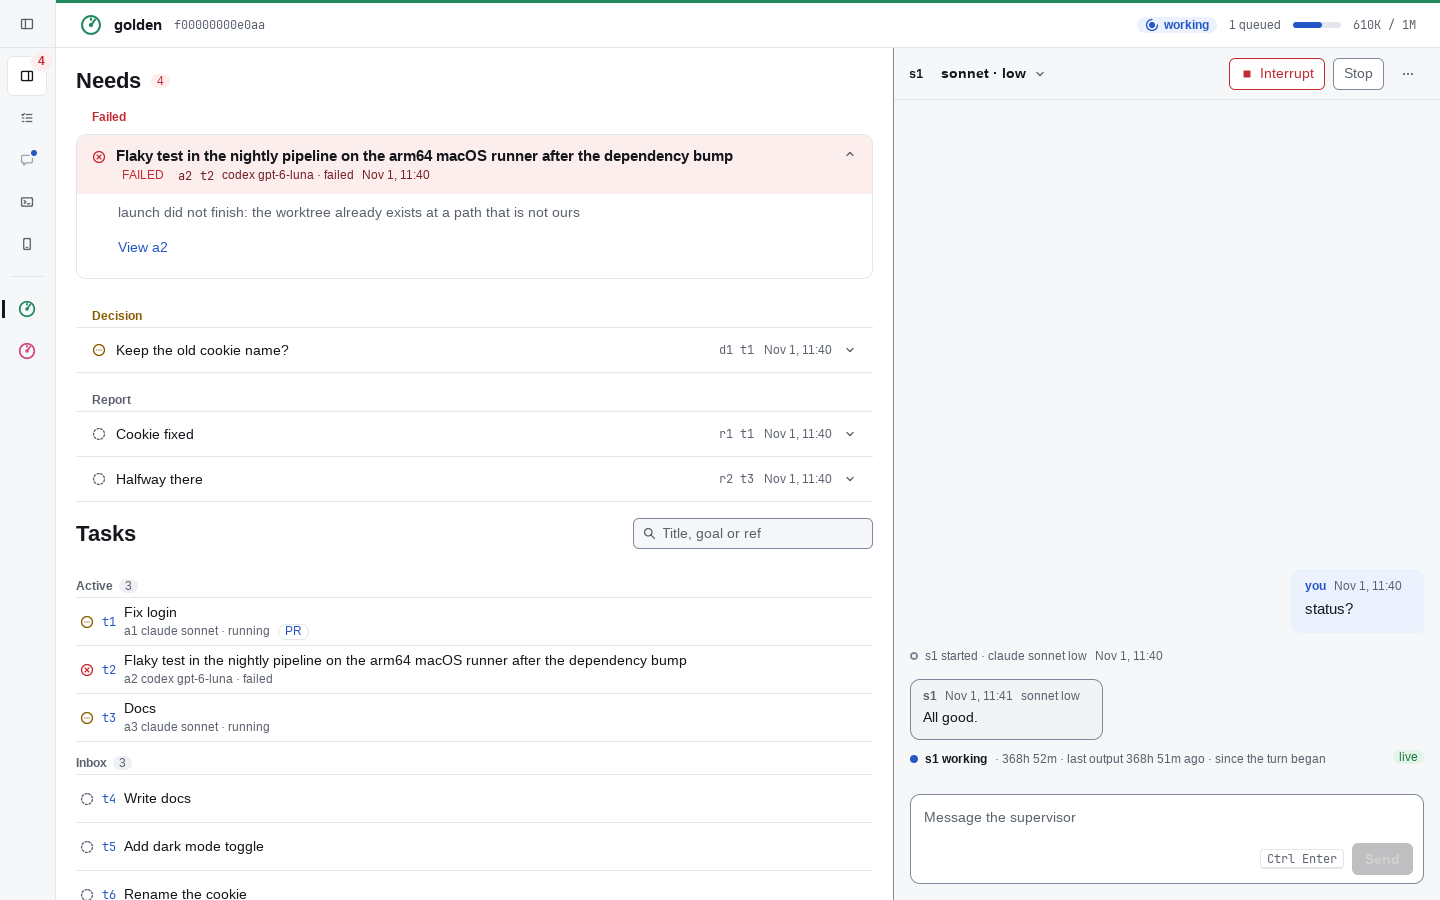 golden f00000000e0aa
working 1 queued 610K / 1M
4
Needs 4
Failed
Flaky test in the nightly pipeline on the arm64 macOS runner after the dependency bump
FAILED a2 t2 codex gpt-6-luna · failed Nov 1, 11:40
launch did not finish: the worktree already exists at a path that is not ours
View a2
Decision
Keep the old cookie name? d1 t1 Nov 1, 11:40
Report
Cookie fixed r1 t1 Nov 1, 11:40
Halfway there r2 t3 Nov 1, 11:40
Tasks
Title, goal or ref
Active 3
t1 Fix login
a1 claude sonnet · running PR
t2 Flaky test in the nightly pipeline on the arm64 macOS runner after the dependency bump
a2 codex gpt-6-luna · failed
t3 Docs
a3 claude sonnet · running
Inbox 3
t4 Write docs
t5 Add dark mode toggle
t6 Rename the cookie
s1 sonnet · low Interrupt Stop
you Nov 1, 11:40
status?
s1 started · claude sonnet low Nov 1, 11:40
s1 Nov 1, 11:41 sonnet low
All good.
s1 working · 368h 52m · last output 368h 51m ago · since the turn began live
Message the supervisor
Ctrl Enter Send